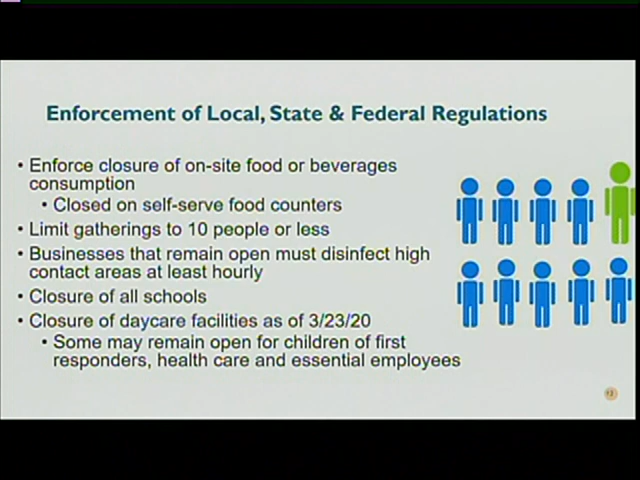 Enforcement of Local, State & Federal Regulations
• Enforce closure of on-site food or beverages
consumption
• Closed on self-serve food counters
• Limit gatherings to 10 people or less
• Businesses that remain open must disinfect high
contact areas at least hourly
• Closure of all schools
• Closure of daycare facilities as of 3/23/20
• Some may remain open for children of first
responders, health care and essential employees